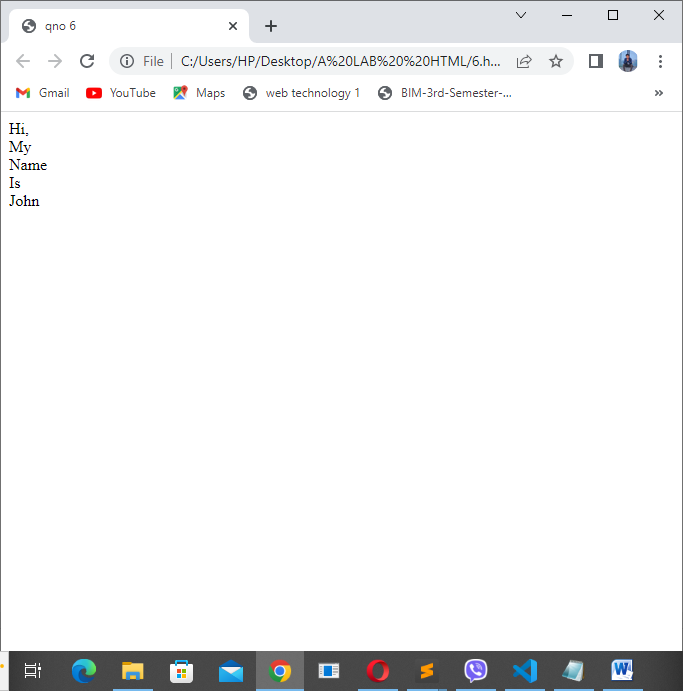 qno 6
File C:/Users/HP/Desktop/A%20LAB%20%20HTML/6.h...
Gmail YouTube Maps web technology 1 BIM-3rd-Semester-... »
Hi,
My
Name
Is
John